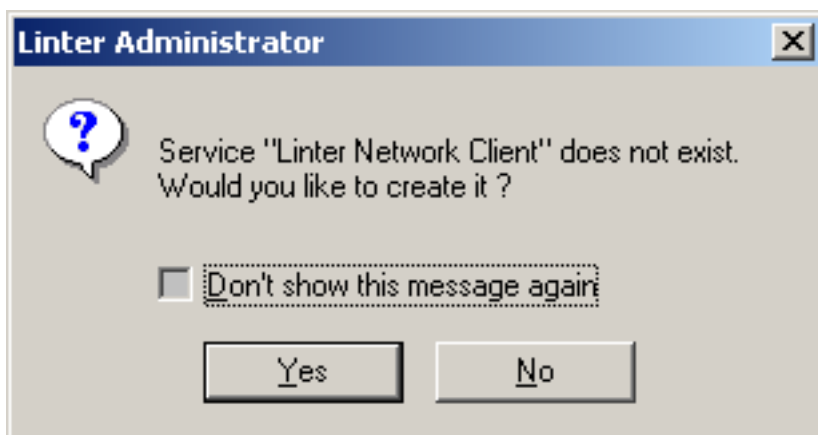 Linter Administrator
Service "Linter Network Client" does not exist.
Would you like to create it ?
Don't show this message again
Yes
No